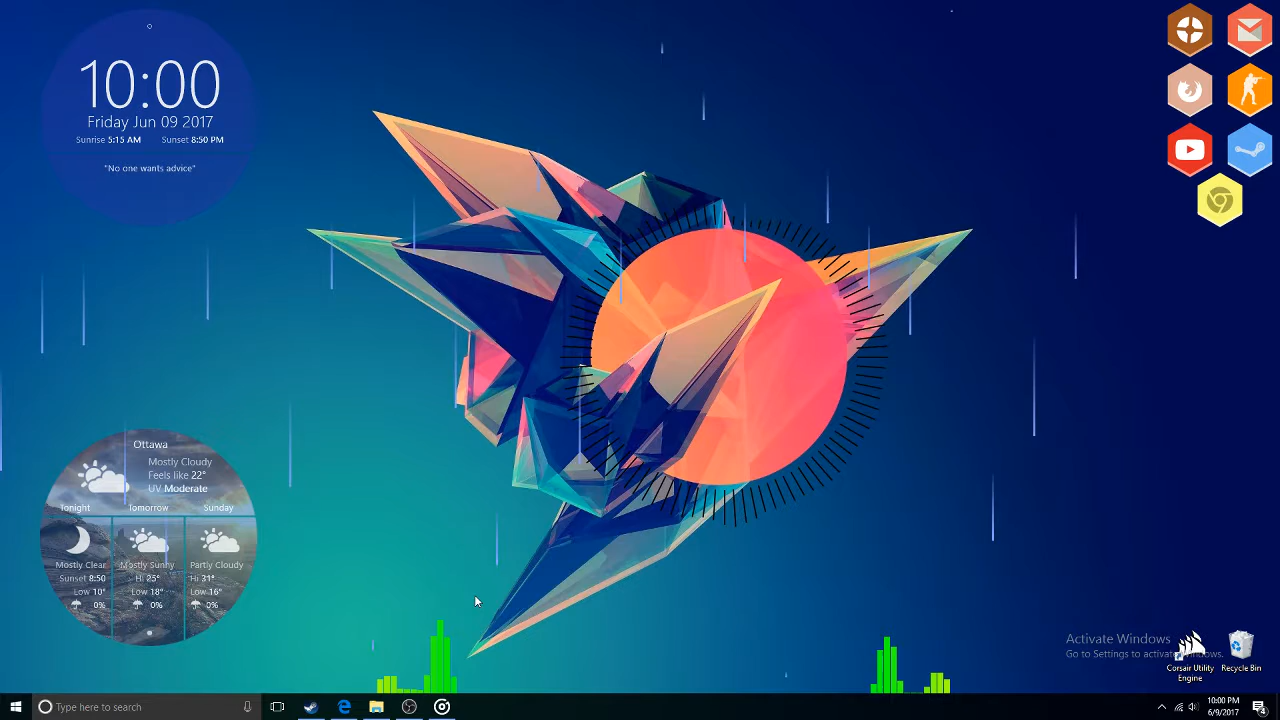 10:00
Friday Jun 09 2017
Sunrise 5:15 AM Sunset 8:50 PM
"No one wants advice"
Ottawa
Mostly Cloudy
Feels like 22°
UV Moderate
Tonight Tomorrow Sunday
Mostly Clear Mostly Sunny Partly Cloudy
Sunset 8:50 Hi 25° Hi 31°
Low 10° Low 18° Low 16°
0% 0% 0%
Activate Windows
Go to Settings to activate Windows.
Corsair Utility
Engine
Recycle Bin
Type here to search
10:00 PM
6/9/2017
4